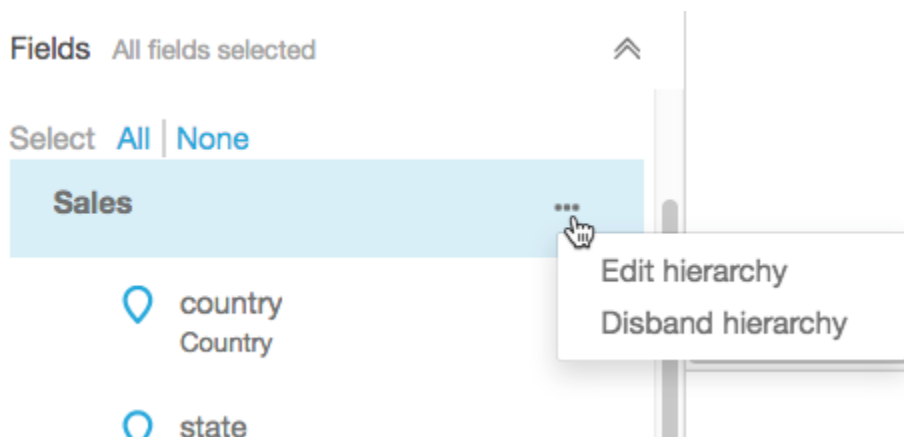 Fields All fields selected
Select All None
Sales
Edit hierarchy
Disband hierarchy
country
Country
state